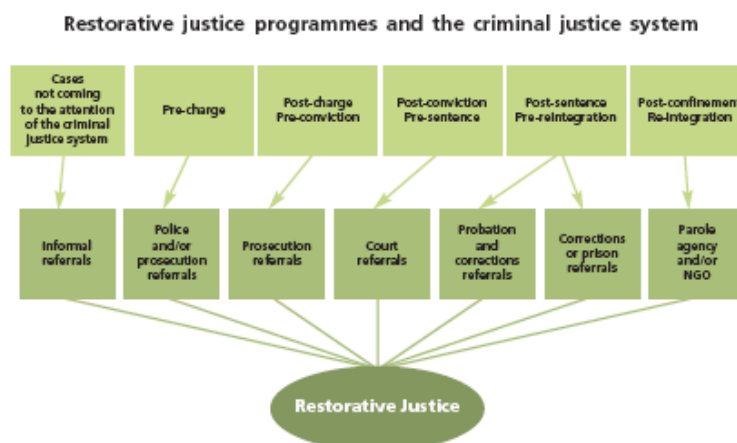 Restorative justice programmes and the criminal justice system
Cases
not coming
to the attention
of the criminal
justice system
Pre-charge
Post-charge
Pre-conviction
Post-conviction
Pre-sentence
Post-sentence
Pre-reintegration
Post-confinement
Re-integration
Informal
referrals
Police
and/or
prosecution
referrals
Prosecution
referrals
Court
referrals
Probation
and
corrections
referrals
Corrections
or prison
referrals
Parole
agency
and/or
NGO
Restorative Justice